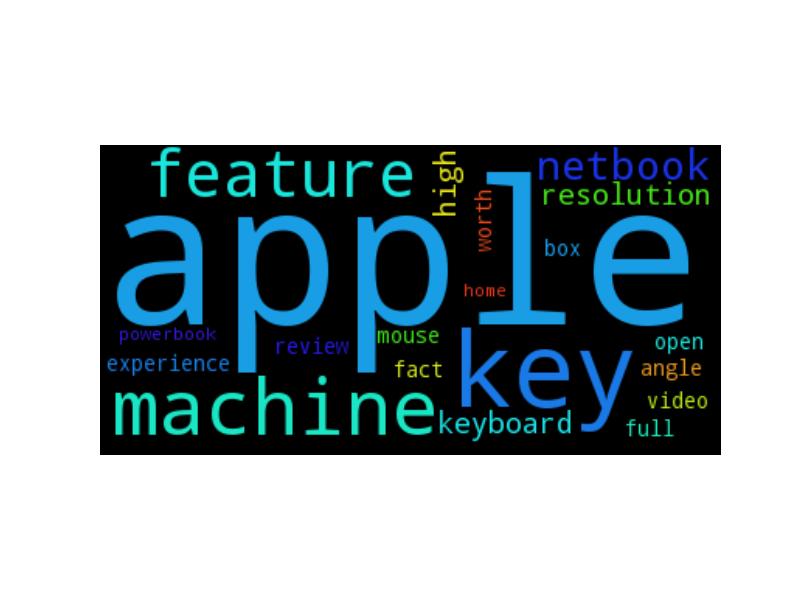 feature
high
netbook
resolution
worth
apple
box
home
powerbook
review
mouse
key
open
experience
fact
angle
machine
keyboard
video
full